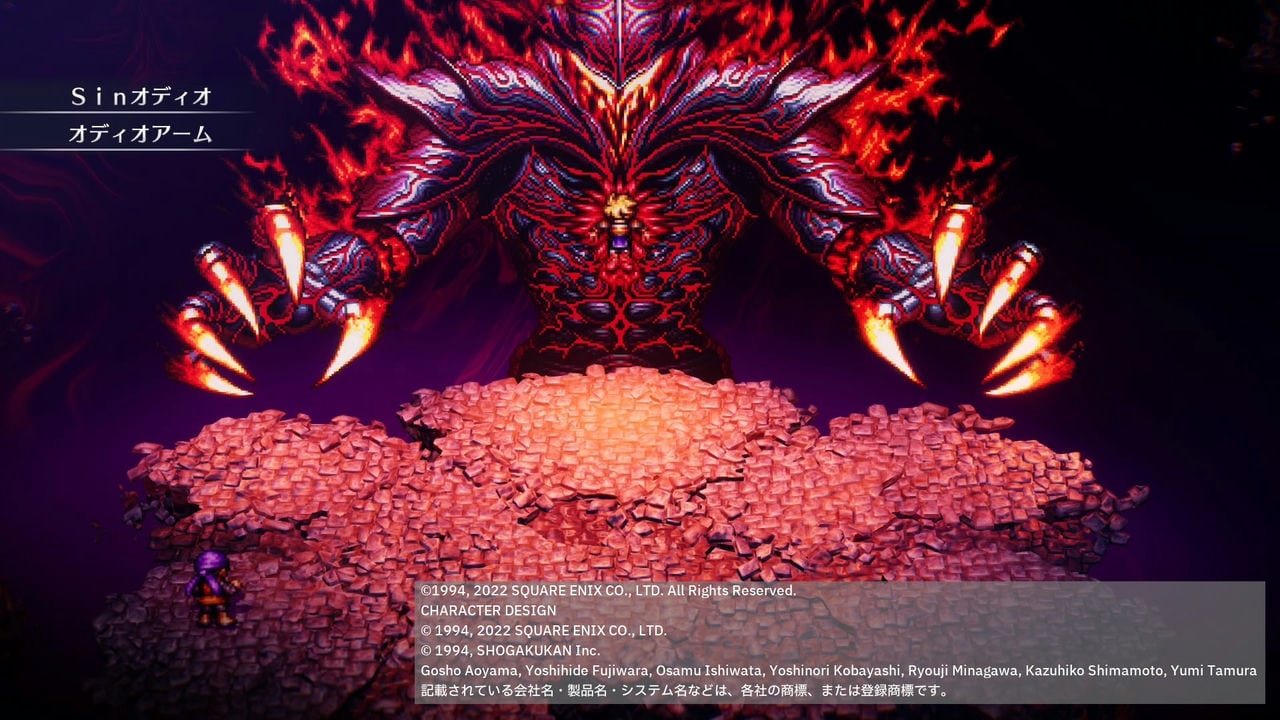 Ｓｉｎオディオ
オディオアーム
©1994, 2022 SQUARE ENIX CO., LTD. All Rights Reserved.
CHARACTER DESIGN
© 1994, 2022 SQUARE ENIX CO., LTD.
© 1994, SHOGAKUKAN Inc.
Gosho Aoyama, Yoshihide Fujiwara, Osamu Ishiwata, Yoshinori Kobayashi, Ryouji Minagawa, Kazuhiko Shimamoto, Yumi Tamura
記載されている会社名・製品名・システム名などは、各社の商標、または登録商標です。